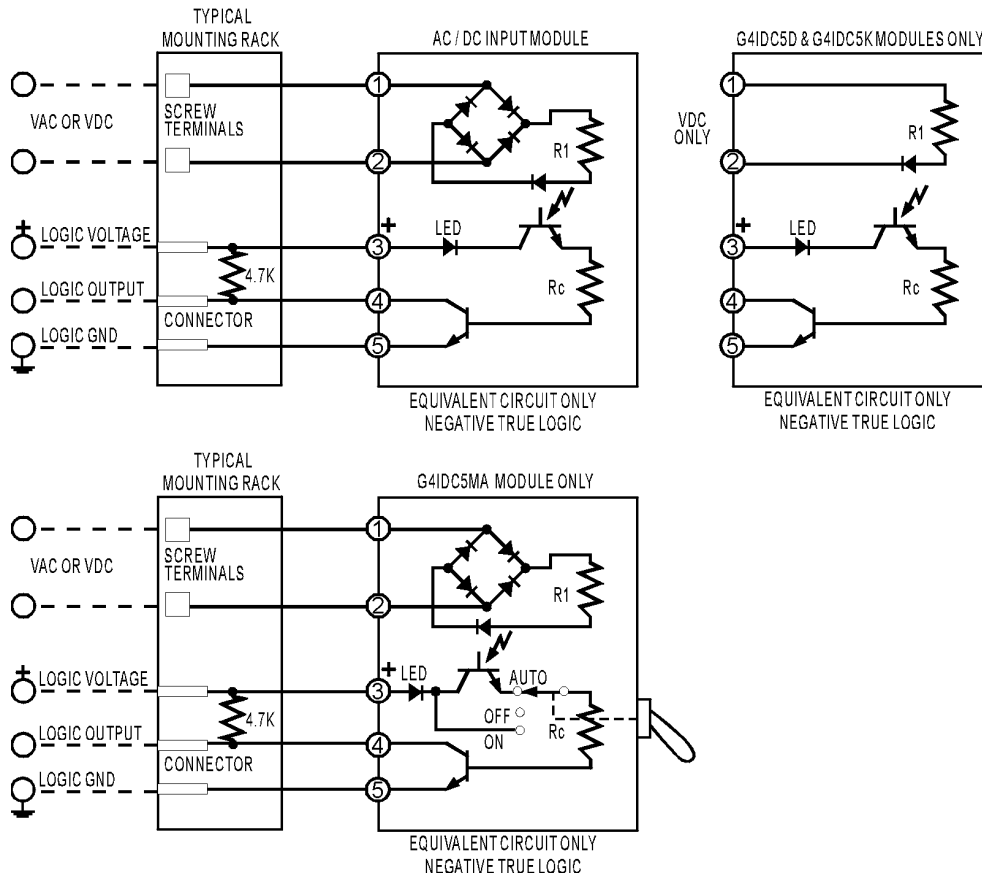 TYPICAL
MOUNTING RACK
AC / DC INPUT MODULE
G4IDC5D & G4IDC5K MODULES ONLY
VAC OR VDC
SCREW
TERMINALS
1
2
R1
+
LOGIC VOLTAGE
4.7K
3
+
LED
LOGIC OUTPUT
CONNECTOR
4
Rc
LOGIC GND
5
EQUIVALENT CIRCUIT ONLY
NEGATIVE TRUE LOGIC
1
VDC
ONLY
R1
2
+
3
LED
4
Rc
5
EQUIVALENT CIRCUIT ONLY
NEGATIVE TRUE LOGIC
TYPICAL
MOUNTING RACK
G4IDC5MA MODULE ONLY
VAC OR VDC
SCREW
TERMINALS
1
2
R1
+
LOGIC VOLTAGE
4.7K
3
+
LED
AUTO
OFF
ON
Rc
LOGIC OUTPUT
CONNECTOR
4
LOGIC GND
5
EQUIVALENT CIRCUIT ONLY
NEGATIVE TRUE LOGIC